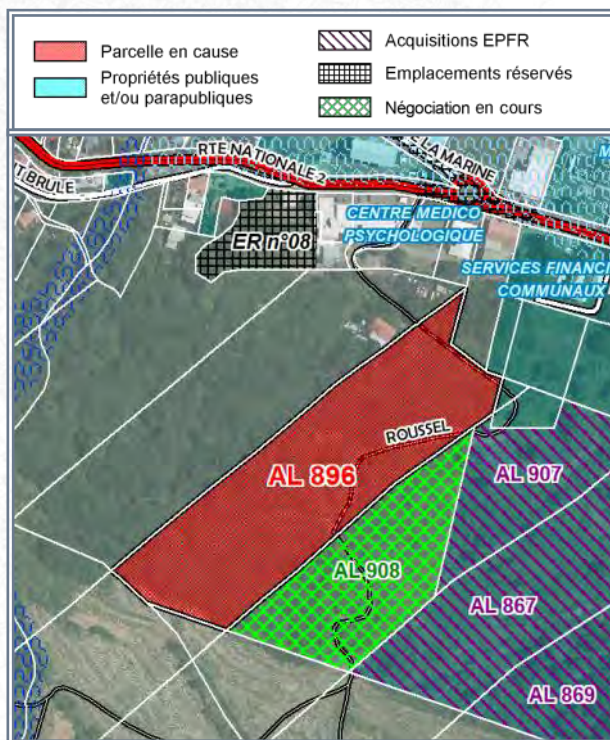 Parcelle en cause
Propriétés publiques
et/ou parapubliques
Acquisitions EPFR
Emplacements réservés
Négociation en cours
RTE NATIONALE 2
LA MARINE
M
T.BRULE
CENTRE MEDICO
PSYCHOLOGIQUE
ER n°08
SERVICES FINANCI
COMMUNAUX
ROUSSEL
AL 896
AL 907
AL 908
AL 867
AL 869